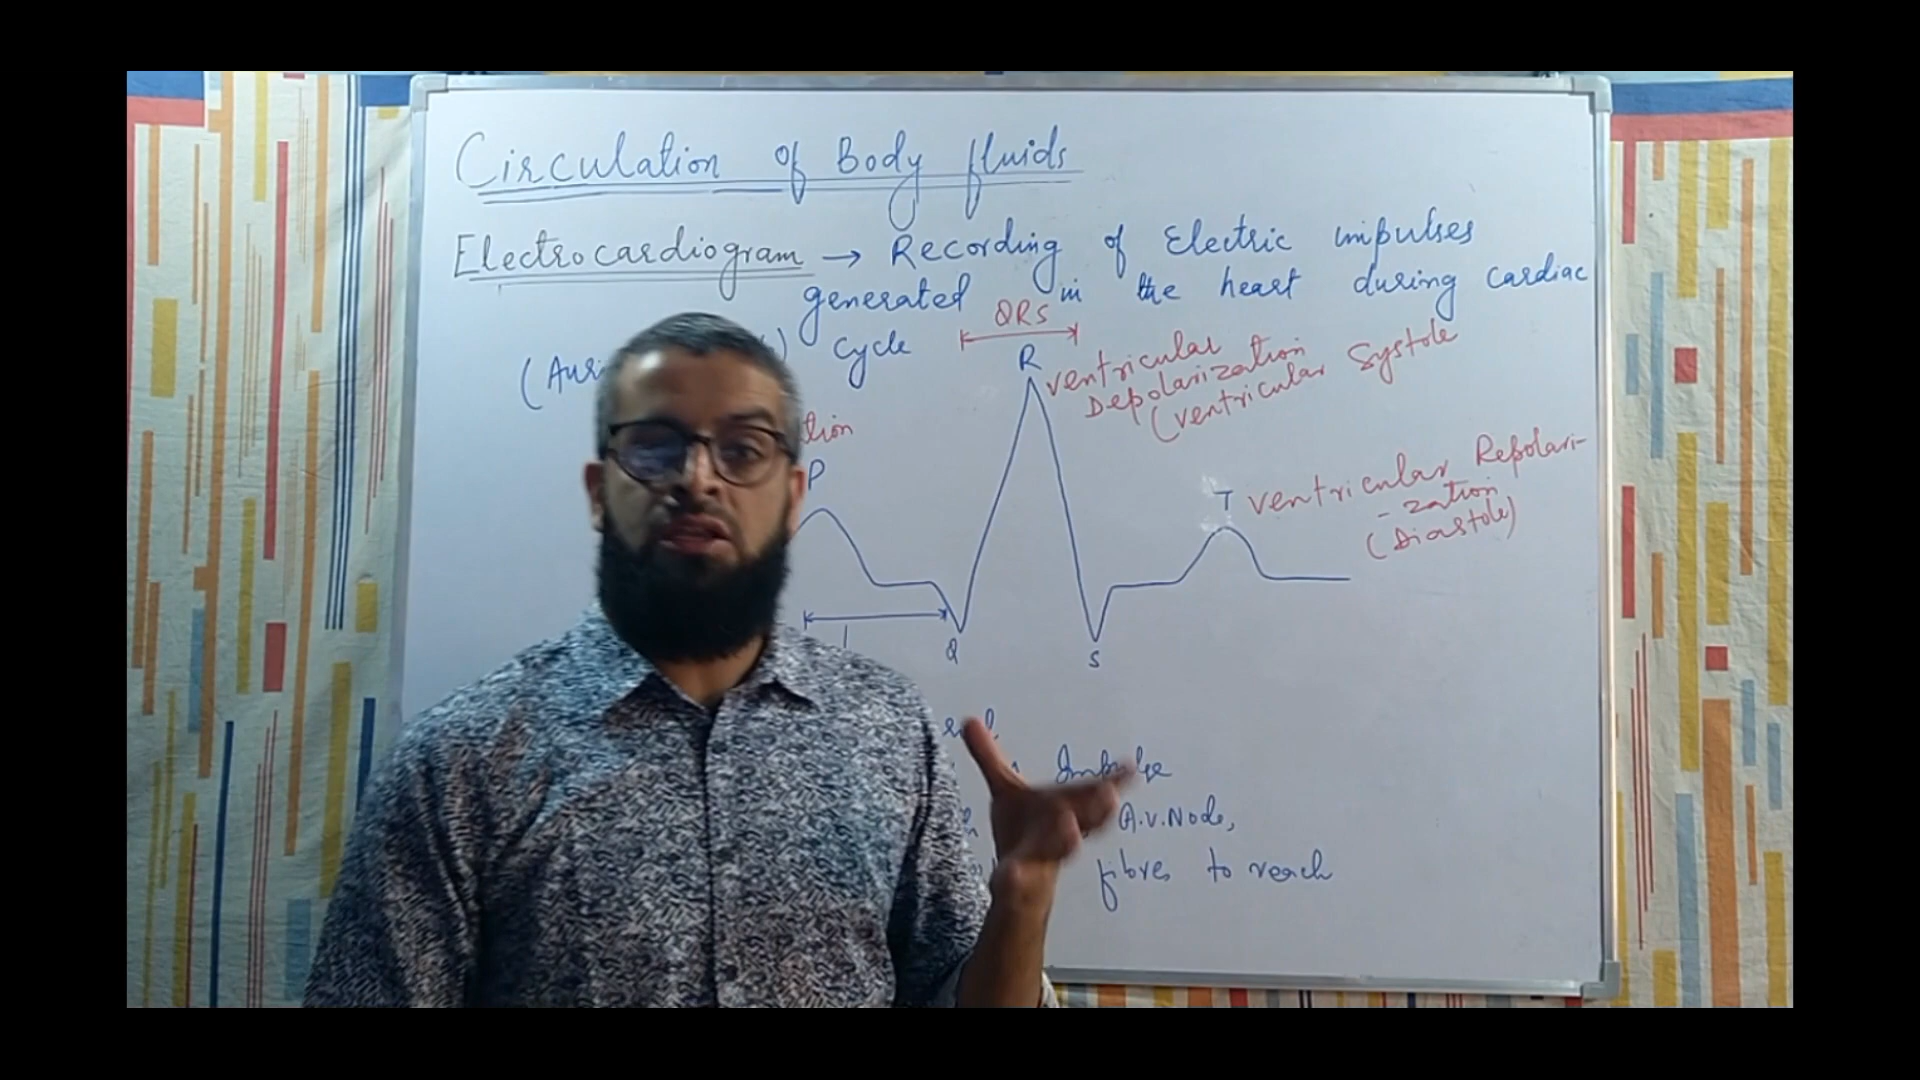 Circulation of Body fluids
Electrocardiogram → Recording of Electric impulses
generated in the heart during cardiac
cycle
QRS
R
ventricular
Depolarization
(ventricular Systole
P
T
ventricular Repolari-
-zation
(Diastole)
Q
S
Impulse
A.V.Node,
fibres to reach